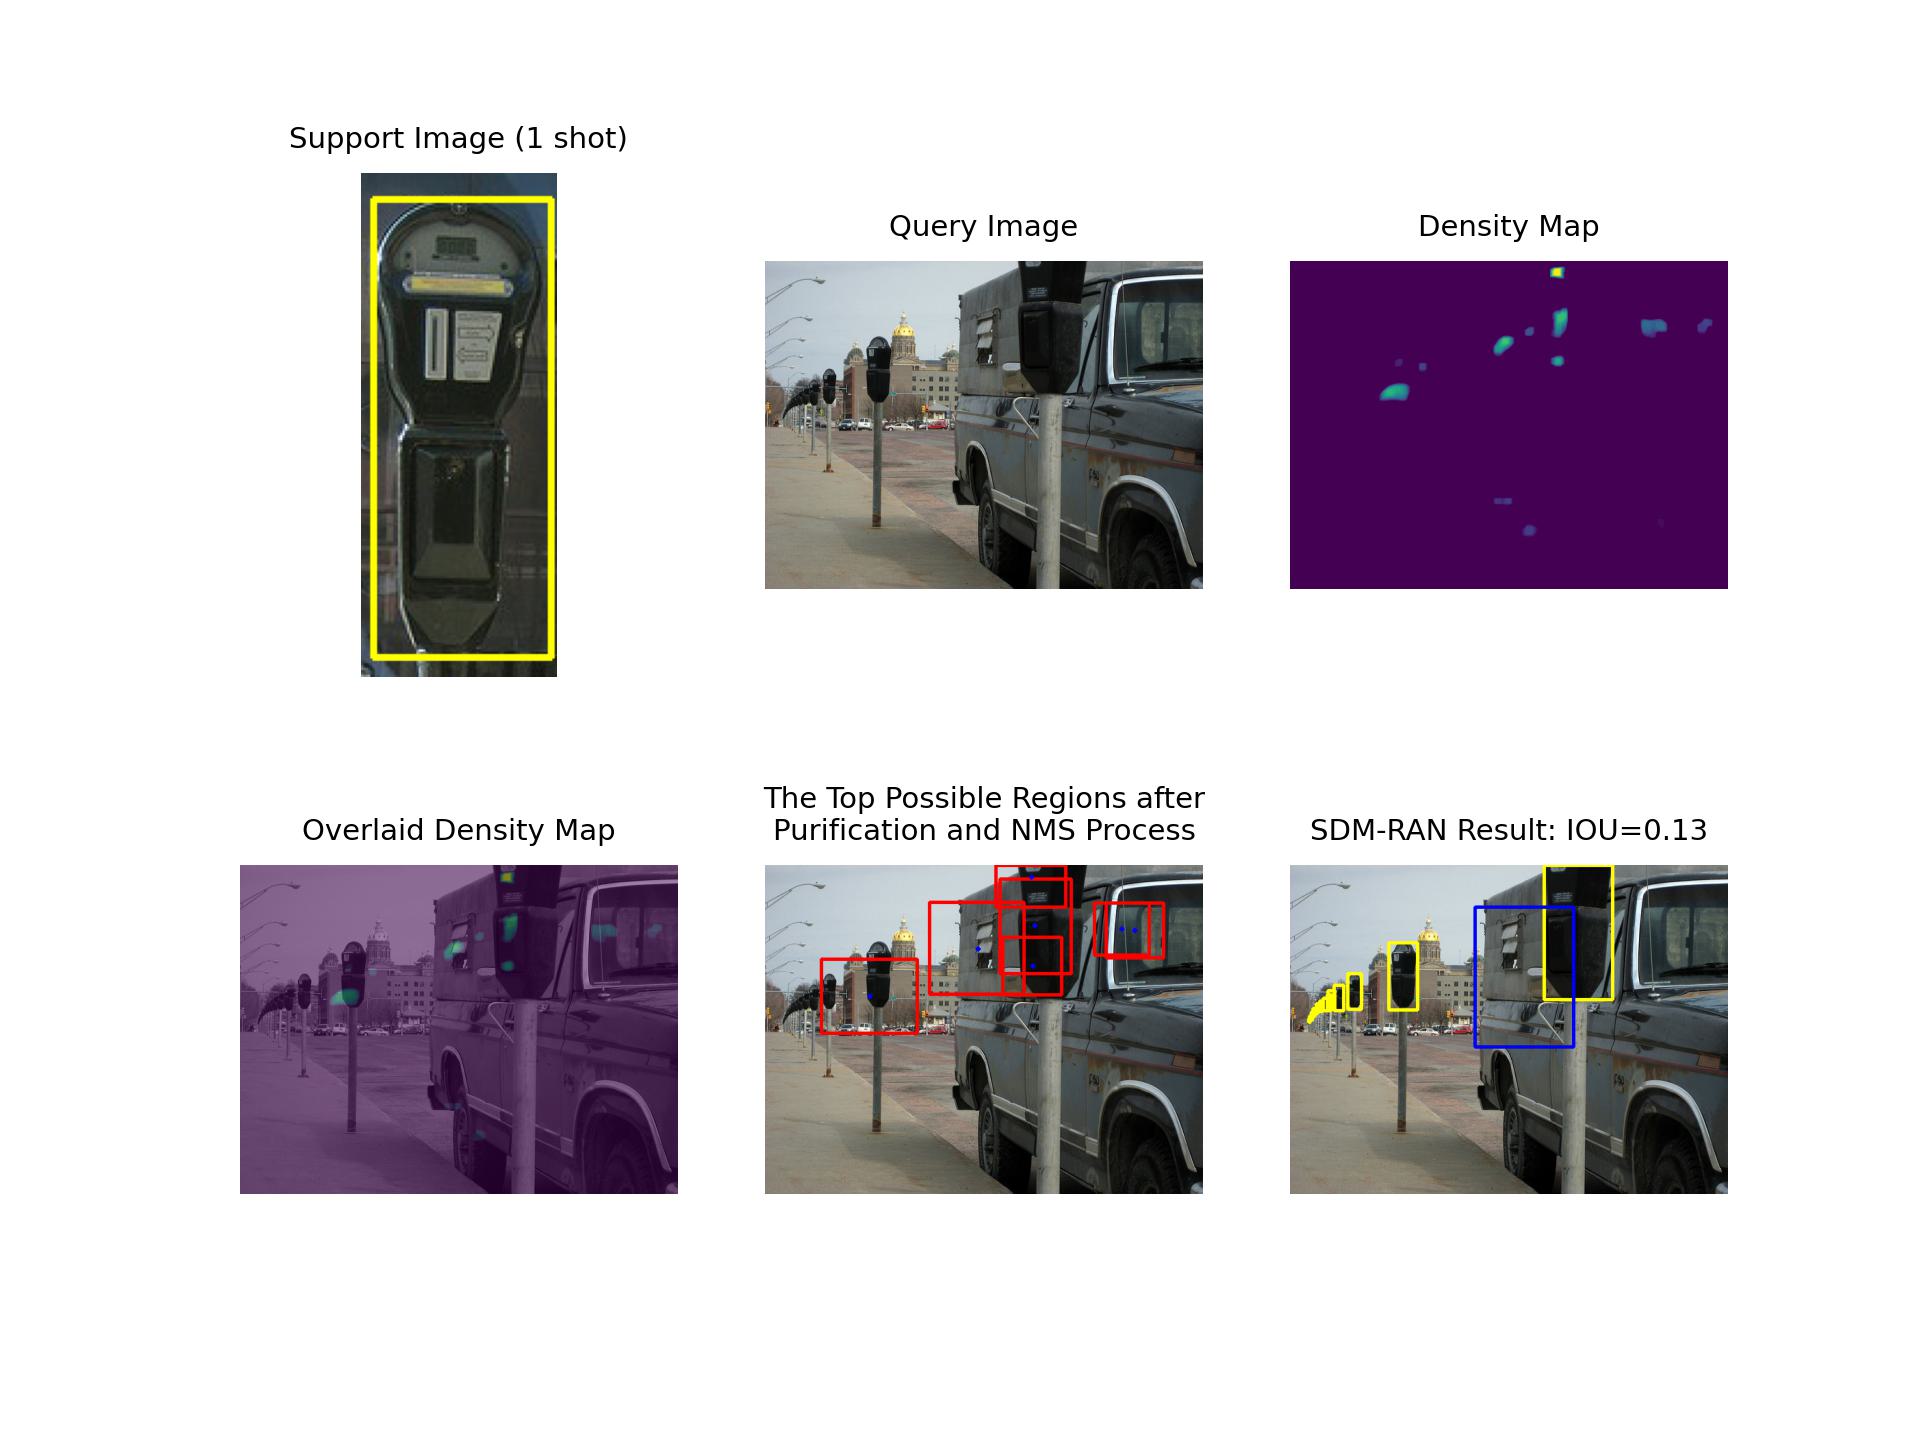 Support Image (1 shot)
Query Image
Density Map
Overlaid Density Map
The Top Possible Regions after
Purification and NMS Process
SDM-RAN Result: IOU=0.13